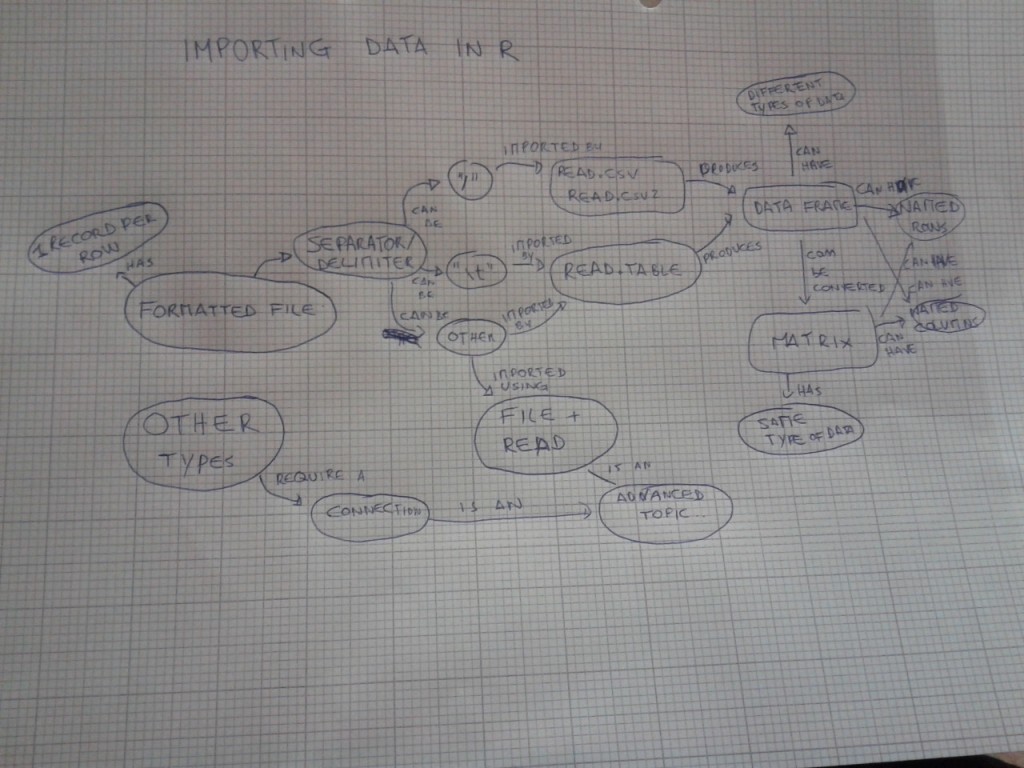 IMPORTING DATA IN R
DIFFERENT
TYPES OF DATA
CAN
HAVE
1 RECORD PER
ROW
HAS
FORMATTED FILE
SEPARATOR/
DELIMITER
CAN
BE
","
IMPORTED BY
READ.CSV
READ.CSV2
PRODUCES
CAN
BE
"\t"
IMPORTED
BY
READ.TABLE
PRODUCES
CAN BE
OTHER
IMPORTED
BY
DATA FRAME
CAN HAVE
NAMED
ROWS
CAN
BE
CONVERTED
CAN HAVE
CAN HAVE
NAMED
COLUMNS
MATRIX
CAN
HAVE
HAS
SAME
TYPE OF DATA
IMPORTED
USING
FILE +
READ
IS AN
OTHER
TYPES
REQUIRE A
CONNECTION
IS AN
ADVANCED
TOPIC...